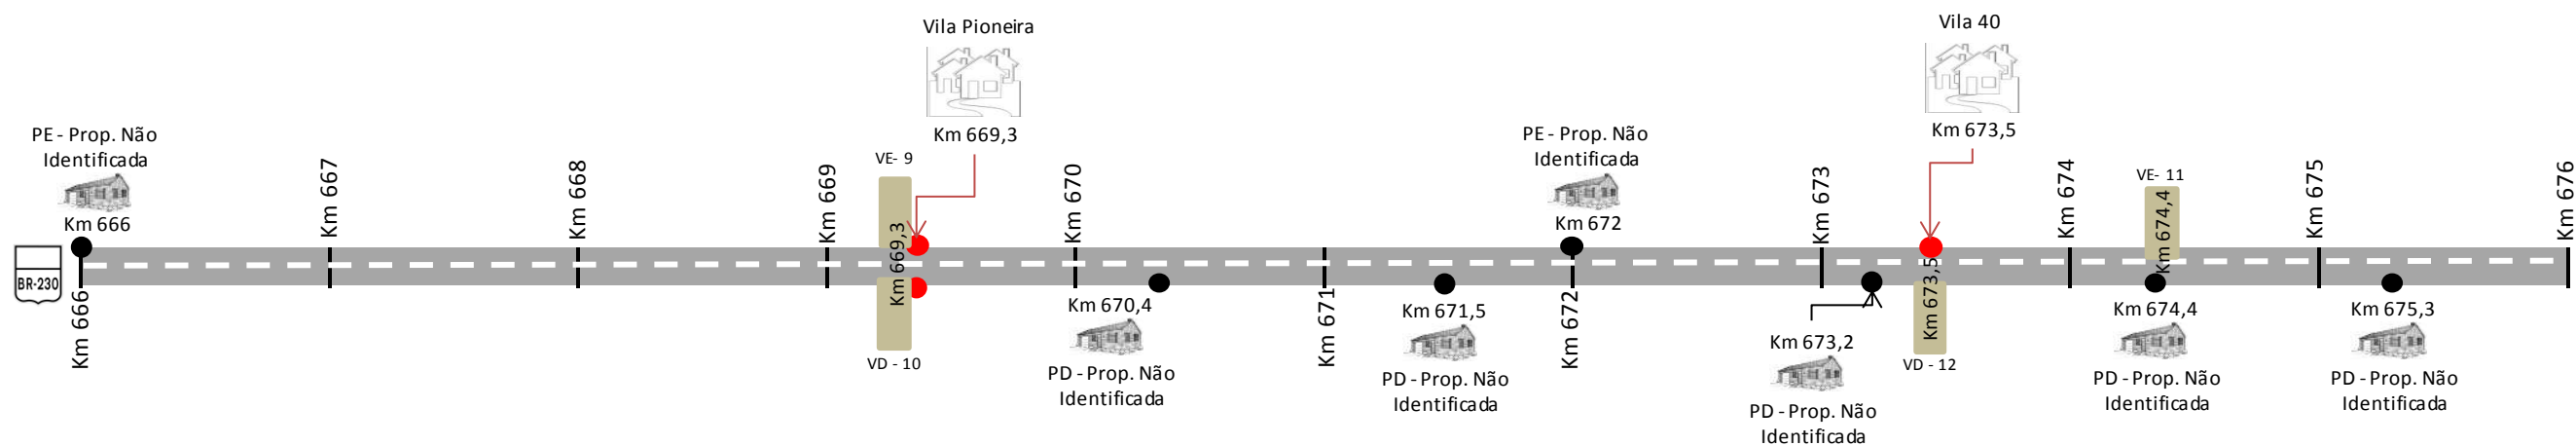 Vila Pioneira
Km 669,3
Vila 40
Km 673,5
PE - Prop. Não
Identificada
Km 666
PE - Prop. Não
Identificada
Km 672
VE- 9
VE- 11
Km 667
Km 668
Km 669
Km 670
Km 673
Km 674
Km 675
Km 676
BR-230
Km 669,3
Km 673,5
Km 674,4
Km 666
Km 671
Km 672
VD - 10
VD - 12
Km 670,4
PD - Prop. Não
Identificada
Km 671,5
PD - Prop. Não
Identificada
Km 673,2
PD - Prop. Não
Identificada
Km 674,4
PD - Prop. Não
Identificada
Km 675,3
PD - Prop. Não
Identificada